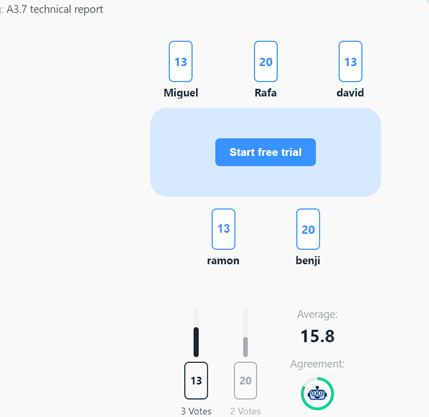 : A3.7 technical report
13 20 13
Miguel Rafa david
Start free trial
13 20
ramon benji
Average:
15.8
Agreement:
13 20
3 Votes 2 Votes